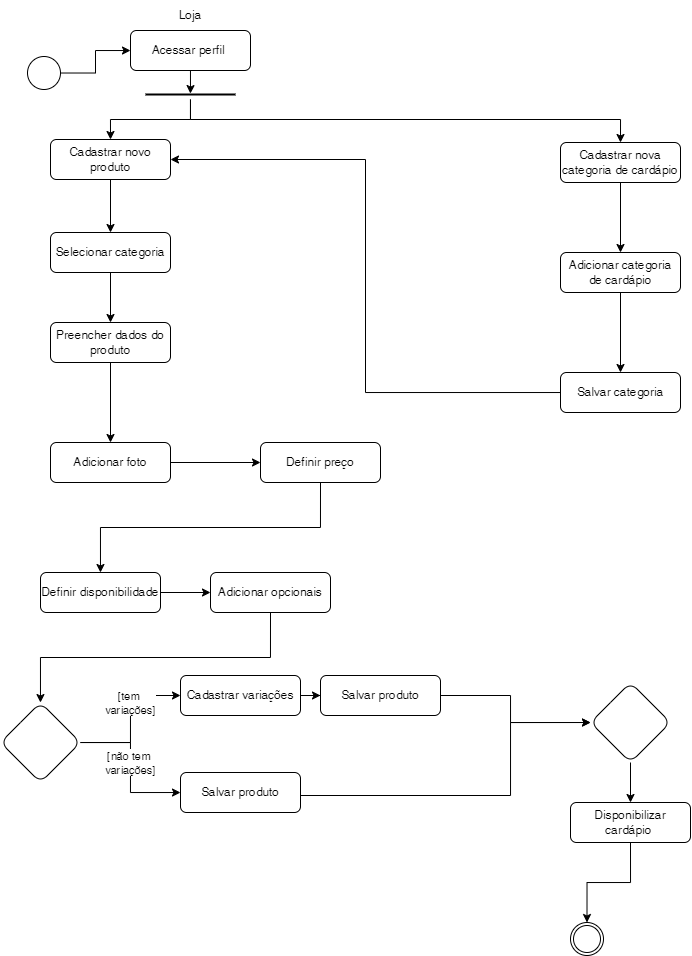 Loja
Acessar perfil
Cadastrar novo
produto
Cadastrar nova
categoria de cardápio
Selecionar categoria
Adicionar categoria
de cardápio
Preencher dados do
produto
Salvar categoria
Adicionar foto
Definir preço
Definir disponibilidade
Adicionar opcionais
[tem
variações]
Cadastrar variações
Salvar produto
[não tem
variações]
Salvar produto
Disponibilizar
cardápio